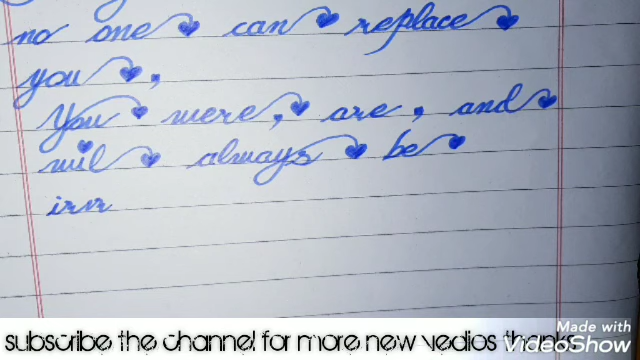 no one can replace
you,
You were, are, and
wil always be
irr
subscribe the channel for more new vedios thanks
Made with
VideoShow